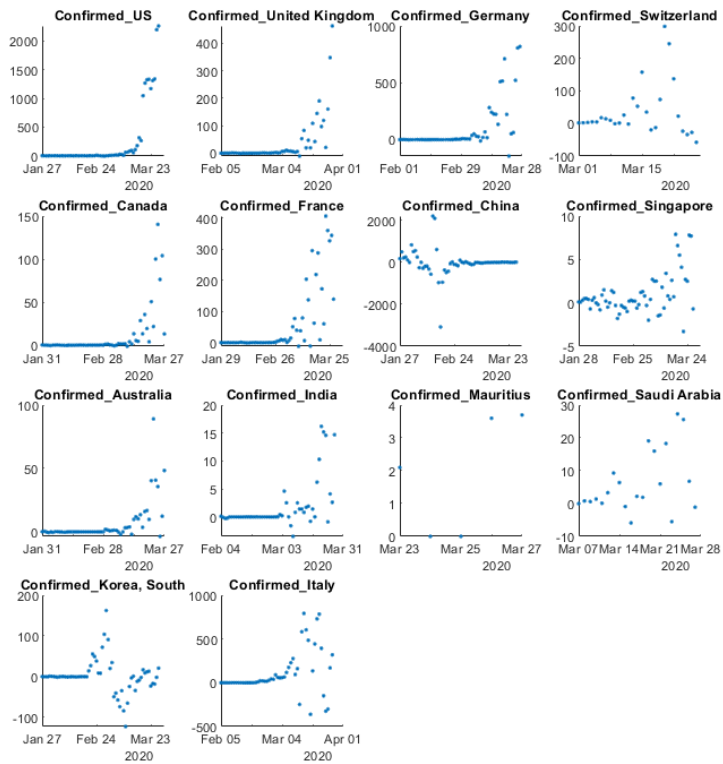 Confirmed_US
2000
1500
1000
500
0
Jan 27
Feb 24
Mar 23
2020
Confirmed_United Kingdom
400
300
200
100
0
Feb 05
Mar 04
Apr 01
2020
Confirmed_Germany
1000
500
0
Feb 01
Feb 29
Mar 28
2020
Confirmed_Switzerland
300
200
100
0
-100
Mar 01
Mar 15
2020
Confirmed_Canada
150
100
50
0
Jan 31
Feb 28
Mar 27
2020
Confirmed_France
400
300
200
100
0
Jan 29
Feb 26
Mar 25
2020
Confirmed_China
2000
0
-2000
-4000
Jan 27
Feb 24
Mar 23
2020
Confirmed_Singapore
10
5
0
-5
Jan 28
Feb 25
Mar 24
2020
Confirmed_Australia
100
50
0
Jan 31
Feb 28
Mar 27
2020
Confirmed_India
20
15
10
5
0
Feb 04
Mar 03
Mar 31
2020
Confirmed_Mauritius
4
3
2
1
0
Mar 23
Mar 25
Mar 27
2020
Confirmed_Saudi Arabia
30
20
10
0
-10
Mar 07
Mar 14
Mar 21
Mar 28
2020
Confirmed_Korea, South
200
100
0
-100
Jan 27
Feb 24
Mar 23
2020
Confirmed_Italy
1000
500
0
-500
Feb 05
Mar 04
Apr 01
2020